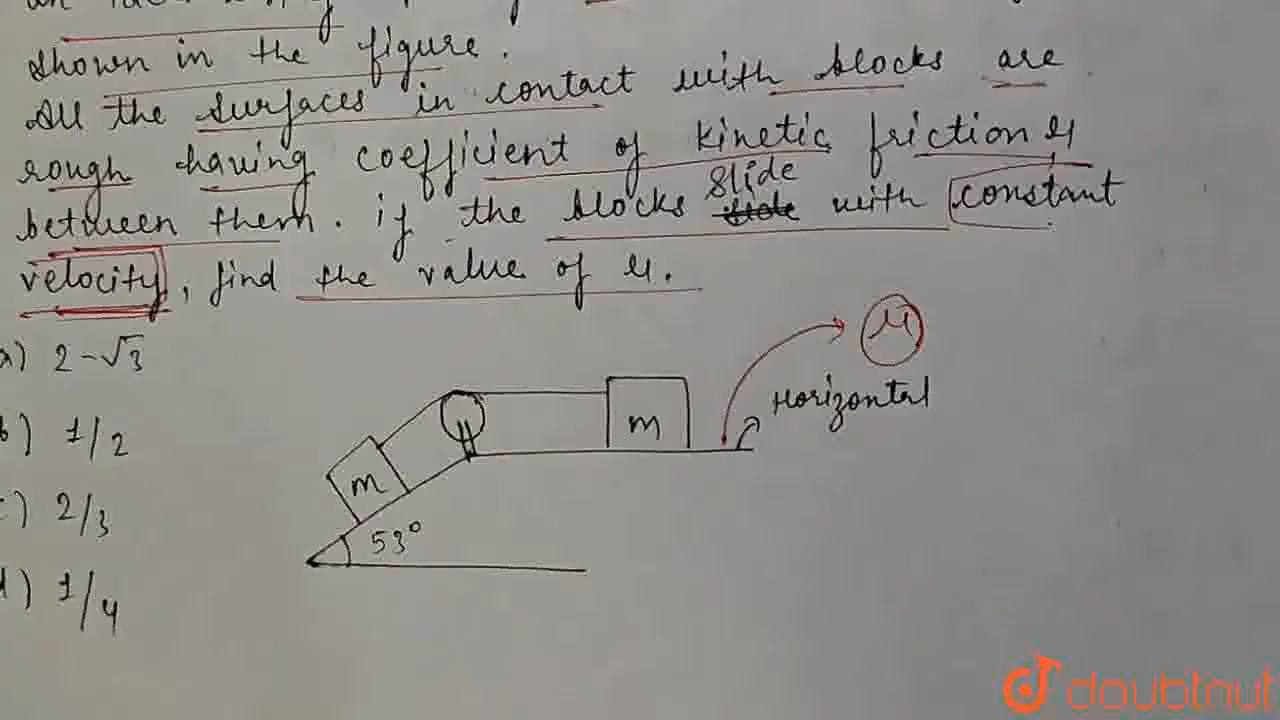 shown in the figure.
All the surfaces in contact with blocks are
rough having coefficient of kinetic friction μ
between them. if the blocks slide with constant
velocity, find the value of μ.
a) 2-√3
b) 1/2
c) 2/3
d) 1/4
μ
Horizontal
m
m
53°
doubtnut